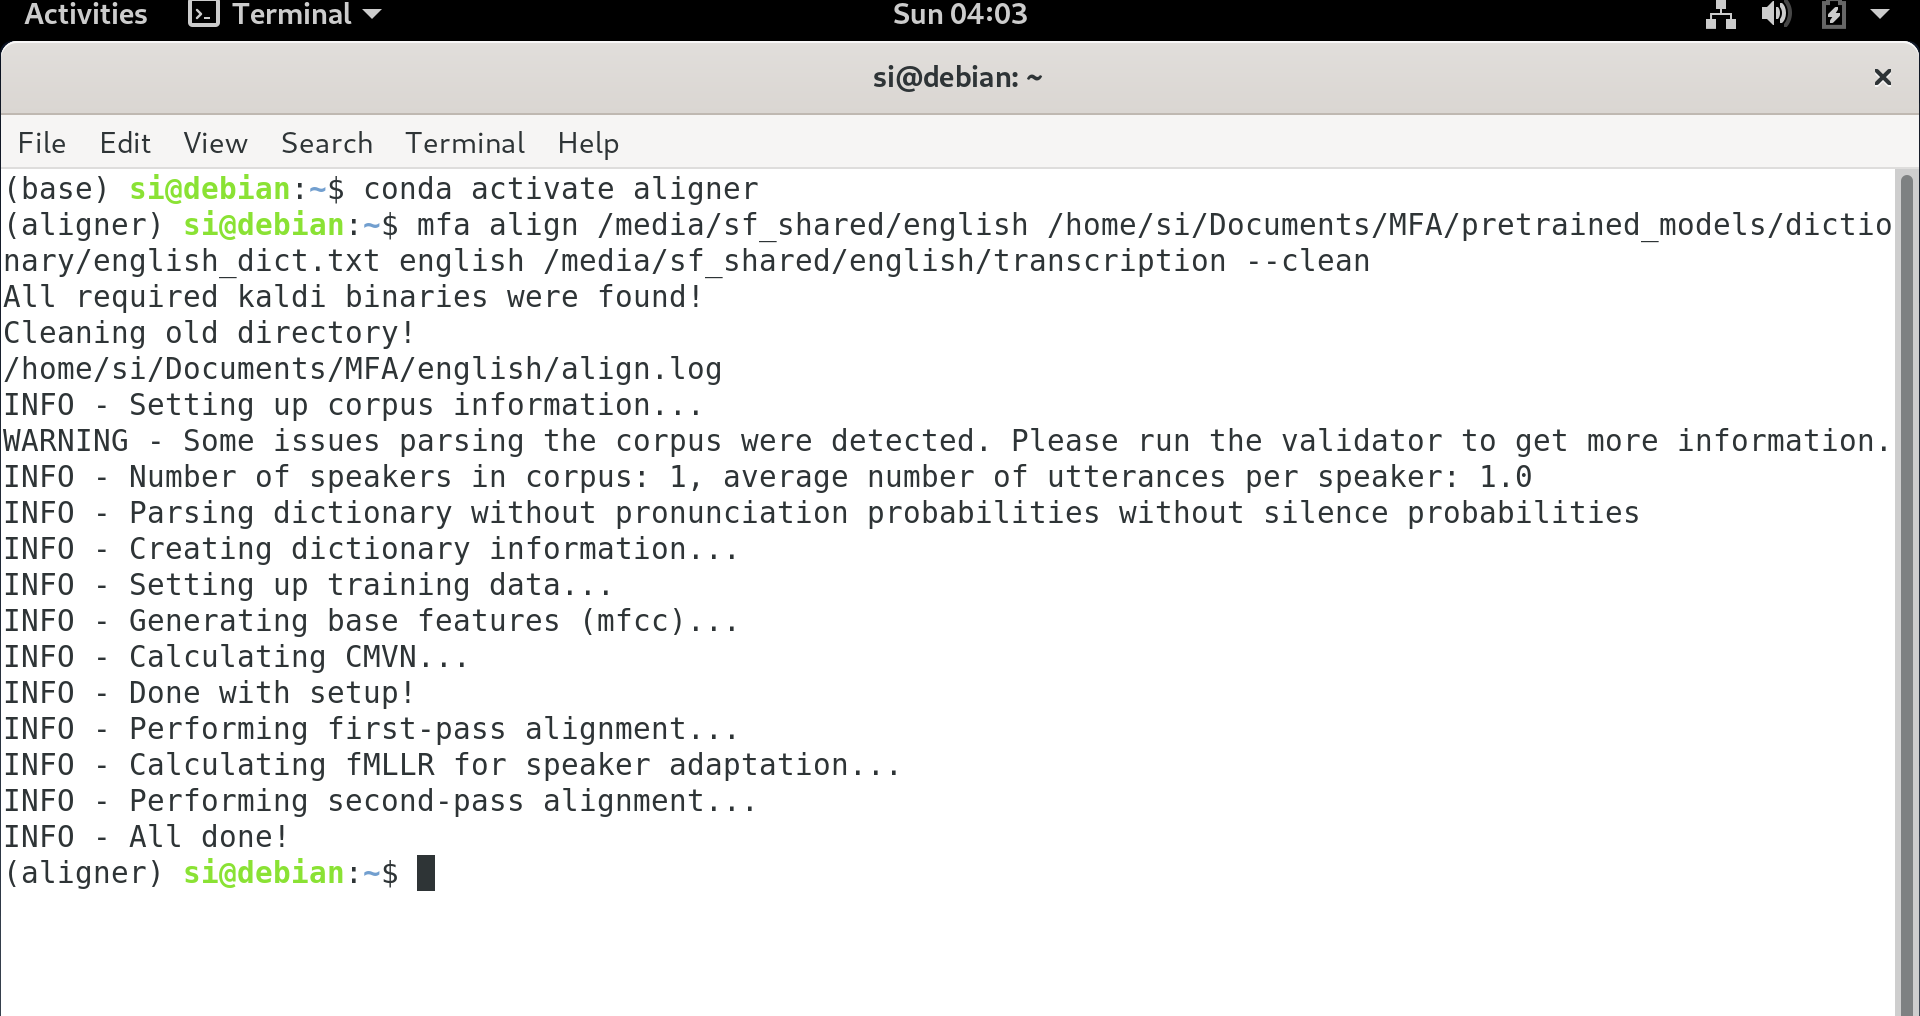 Activities Terminal Sun 04:03
si@debian: ~
File Edit View Search Terminal Help
(base) si@debian:~$ conda activate aligner
(aligner) si@debian:~$ mfa align /media/sf_shared/english /home/si/Documents/MFA/pretrained_models/dictio
nary/english_dict.txt english /media/sf_shared/english/transcription --clean
All required kaldi binaries were found!
Cleaning old directory!
/home/si/Documents/MFA/english/align.log
INFO - Setting up corpus information...
WARNING - Some issues parsing the corpus were detected. Please run the validator to get more information.
INFO - Number of speakers in corpus: 1, average number of utterances per speaker: 1.0
INFO - Parsing dictionary without pronunciation probabilities without silence probabilities
INFO - Creating dictionary information...
INFO - Setting up training data...
INFO - Generating base features (mfcc)...
INFO - Calculating CMVN...
INFO - Done with setup!
INFO - Performing first-pass alignment...
INFO - Calculating fMLLR for speaker adaptation...
INFO - Performing second-pass alignment...
INFO - All done!
(aligner) si@debian:~$